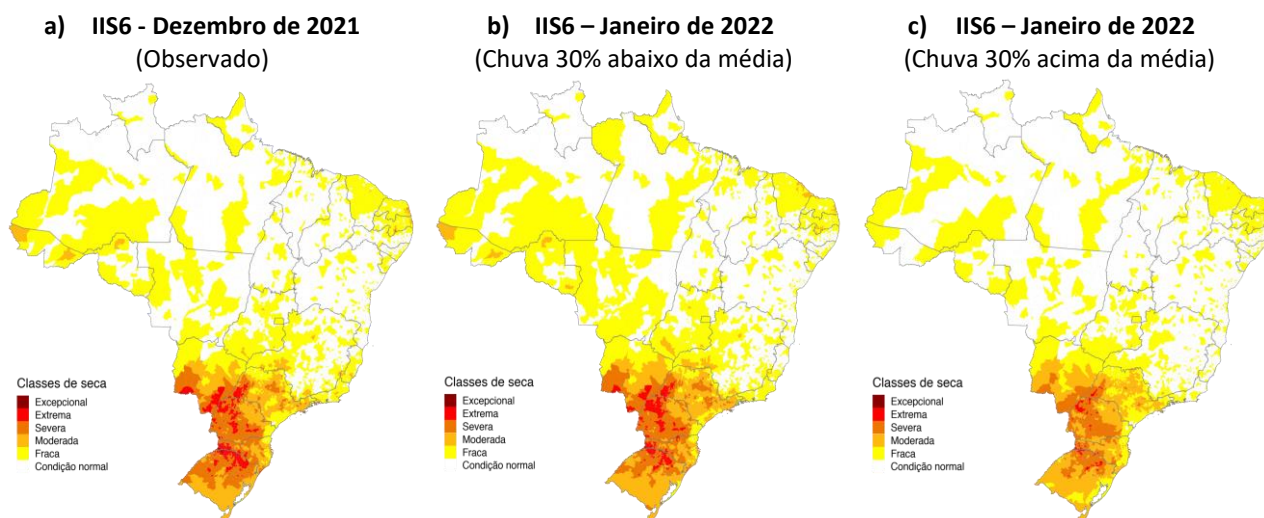 a) IIS6 - Dezembro de 2021
(Observado)
b) IIS6 – Janeiro de 2022
(Chuva 30% abaixo da média)
c) IIS6 – Janeiro de 2022
(Chuva 30% acima da média)
Classes de seca
Excepcional
Extrema
Severa
Moderada
Fraca
Condição normal
Classes de seca
Excepcional
Extrema
Severa
Moderada
Fraca
Condição normal
Classes de seca
Excepcional
Extrema
Severa
Moderada
Fraca
Condição normal